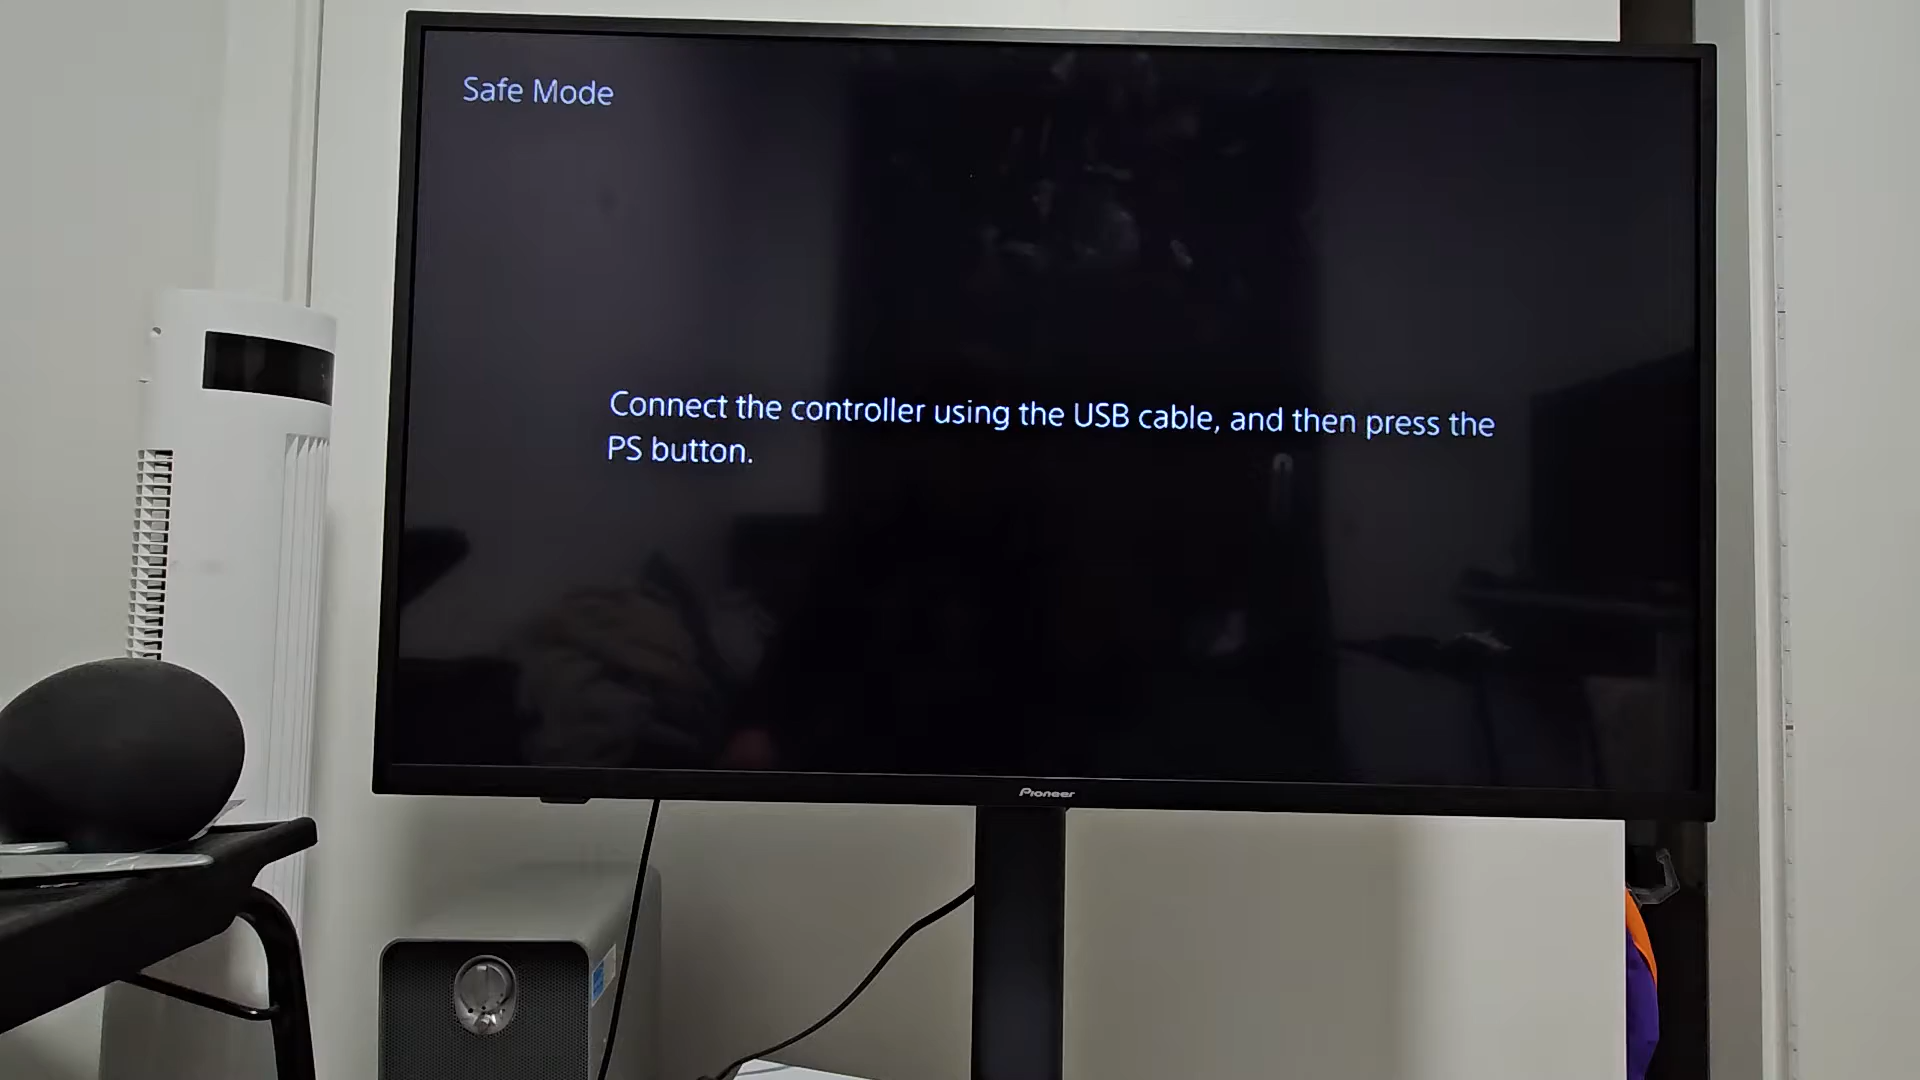 Safe Mode
Connect the controller using the USB cable, and then press the
PS button.
Pioneer